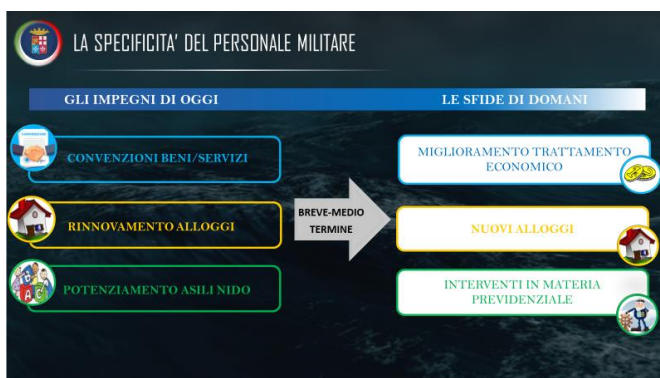 LA SPECIFICITA' DEL PERSONALE MILITARE
GLI IMPEGNI DI OGGI
LE SFIDE DI DOMANI
CONVENZIONI BENI/SERVIZI
RINNOVAMENTO ALLOGGI
POTENZIAMENTO ASILI NIDO
BREVE-MEDIO
TERMINE
MIGLIORAMENTO TRATTAMENTO
ECONOMICO
NUOVI ALLOGGI
INTERVENTI IN MATERIA
PREVIDENZIALE